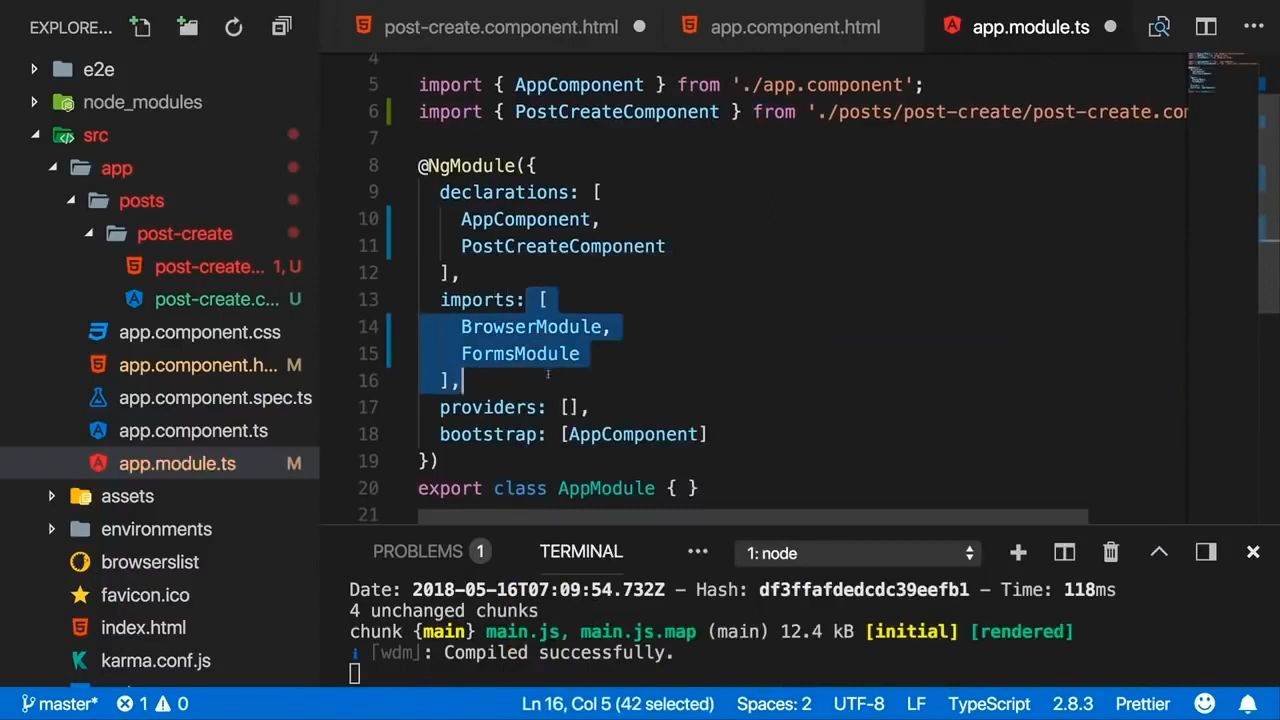 EXPLORE...
post-create.component.html
app.component.html
app.module.ts
e2e
node_modules
src
app
posts
post-create
post-create... 1, U
post-create.c... U
app.component.css
app.component.h... M
app.component.spec.ts
app.component.ts
app.module.ts M
assets
environments
browserslist
favicon.ico
index.html
karma.conf.js
4
5 import { AppComponent } from './app.component';
6 import { PostCreateComponent } from './posts/post-create/post-create.com
7
8 @NgModule({
9 declarations: [
10 AppComponent,
11 PostCreateComponent
12 ],
13 imports: [
14 BrowserModule,
15 FormsModule
16 ],
17 providers: [],
18 bootstrap: [AppComponent]
19 })
20 export class AppModule { }
21
PROBLEMS 1 TERMINAL ... 1: node
Date: 2018-05-16T07:09:54.732Z - Hash: df3ffafdedcdc39eefb1 - Time: 118ms
4 unchanged chunks
chunk {main} main.js, main.js.map (main) 12.4 kB [initial] [rendered]
i ｢wdm｣: Compiled successfully.
master* 1 0 Ln 16, Col 5 (42 selected) Spaces: 2 UTF-8 LF TypeScript 2.8.3 Prettier